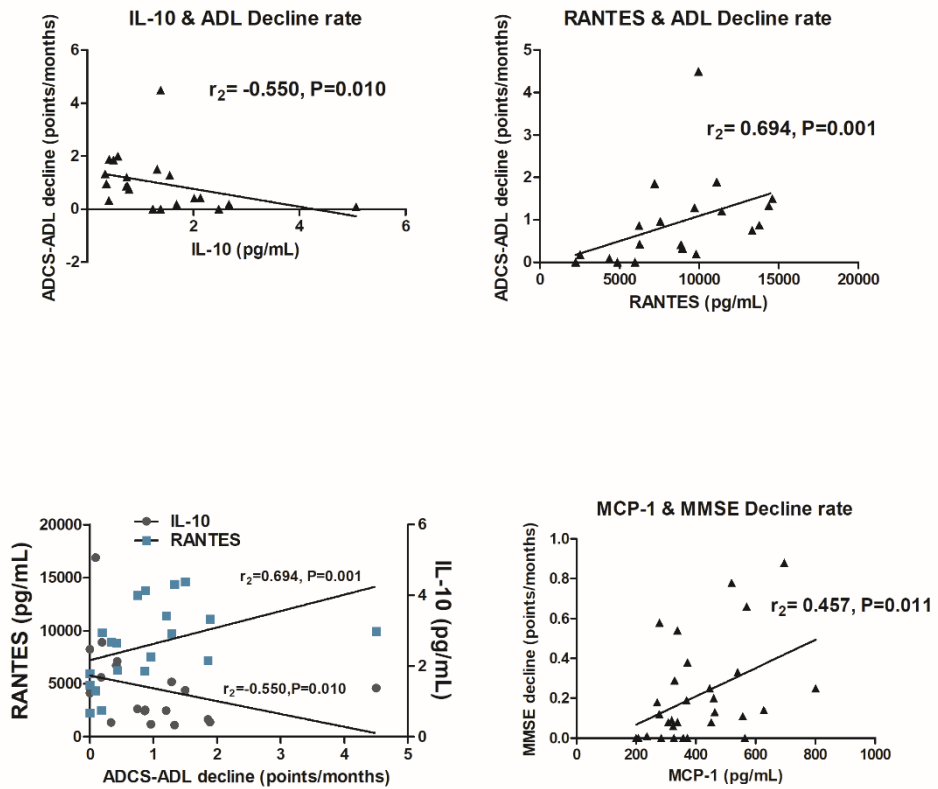 IL-10 & ADL Decline rate
ADCS-ADL decline (points/months)
6
4
2
0
-2
r2= -0.550, P=0.010
2
4
6
IL-10 (pg/mL)
RANTES & ADL Decline rate
ADCS-ADL decline (points/months)
5
4
3
2
1
0
r2= 0.694, P=0.001
0
5000
10000
15000
20000
RANTES (pg/mL)
IL-10
RANTES
RANTES (pg/mL)
20000
15000
10000
5000
0
r2=0.694, P=0.001
r2=-0.550,P=0.010
6
4
2
0
IL-10 (pg/mL)
0
1
2
3
4
5
ADCS-ADL decline (points/months)
MCP-1 & MMSE Decline rate
MMSE decline (points/months)
1.0
0.8
0.6
0.4
0.2
0.0
r2= 0.457, P=0.011
0
200
400
600
800
1000
MCP-1 (pg/mL)